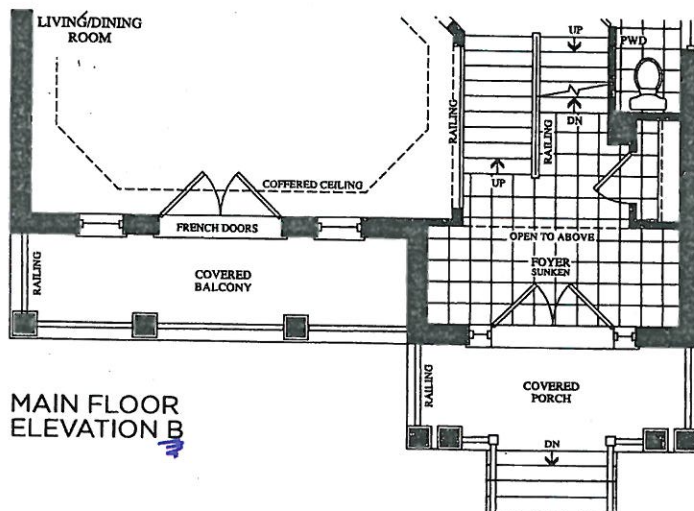 LIVING/DINING
ROOM
UP
PWD
RAILING
DN
RAILING
UP
COFFERED CEILING
FRENCH DOORS
OPEN TO ABOVE
FOYER
SUNKEN
COVERED
BALCONY
RAILING
COVERED
PORCH
RAILING
MAIN FLOOR
ELEVATION B
DN